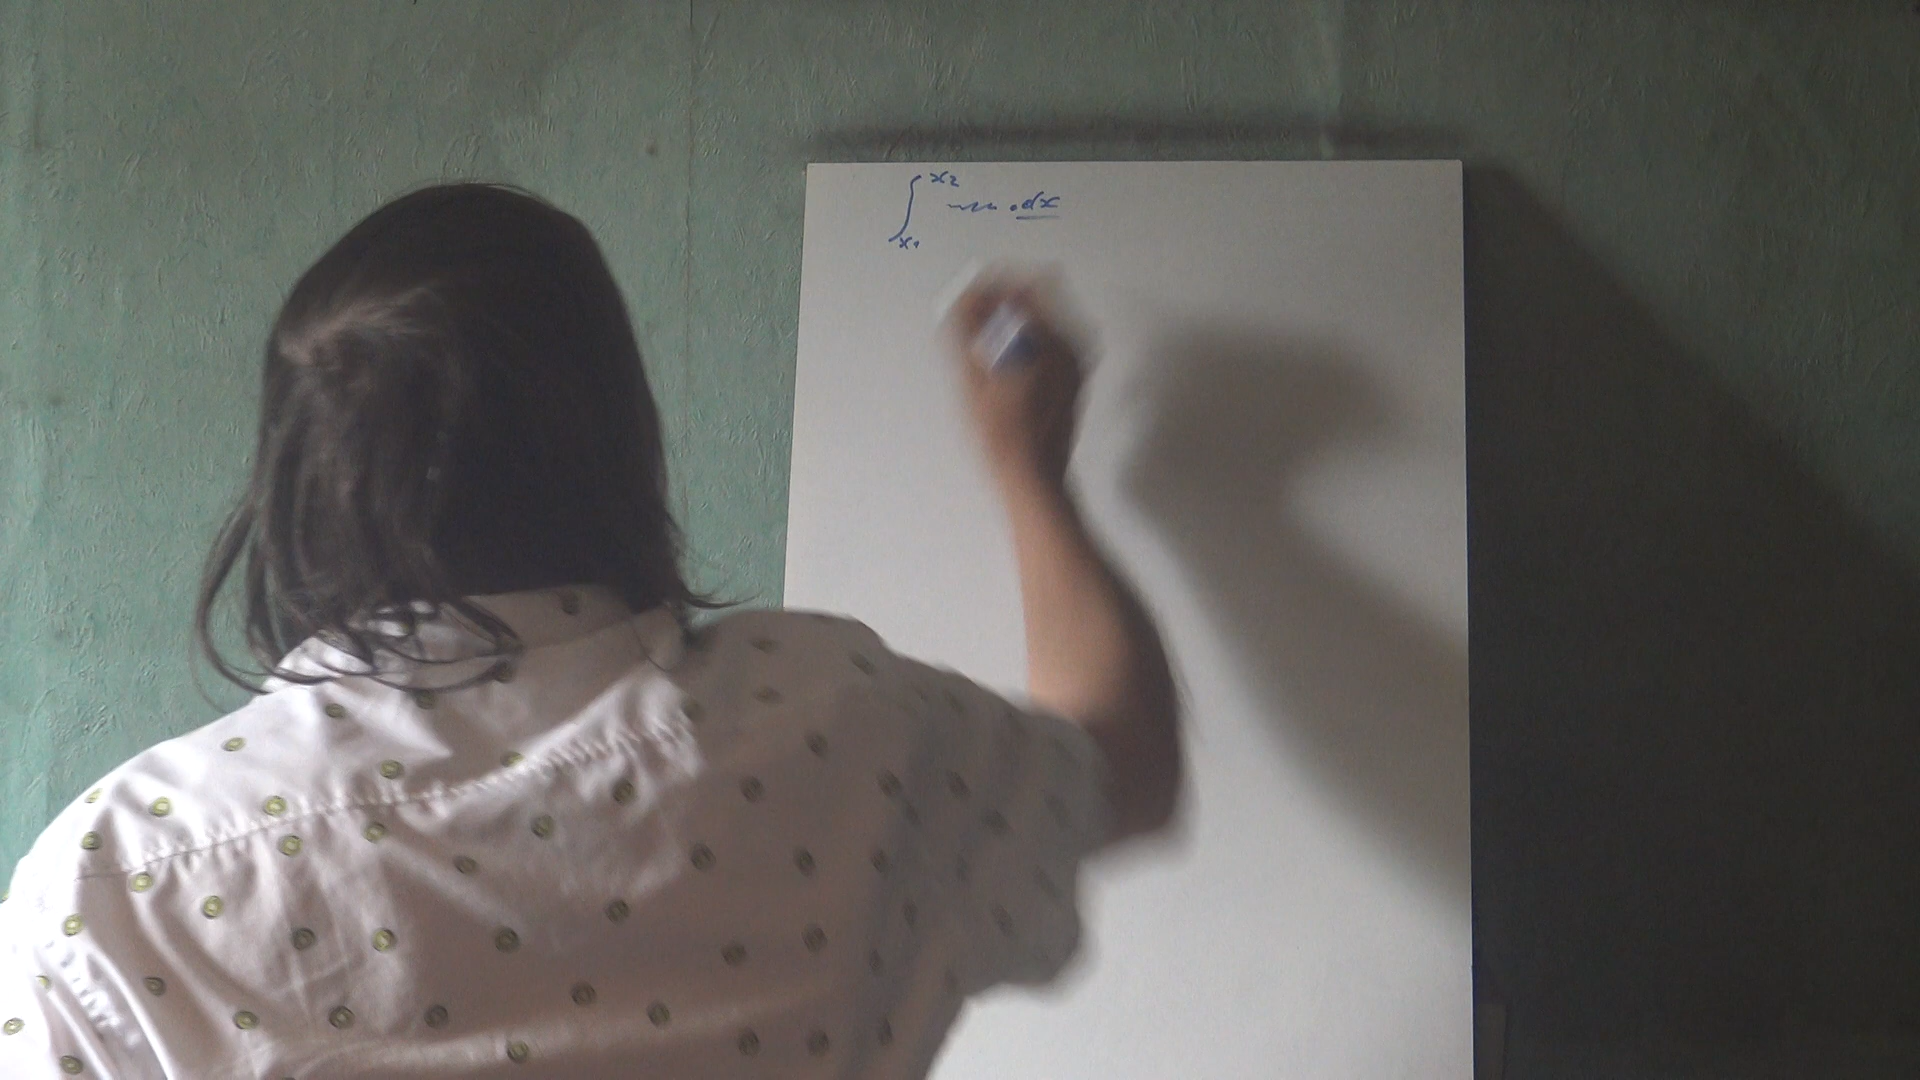 ∫ x₁ x₂ . dx